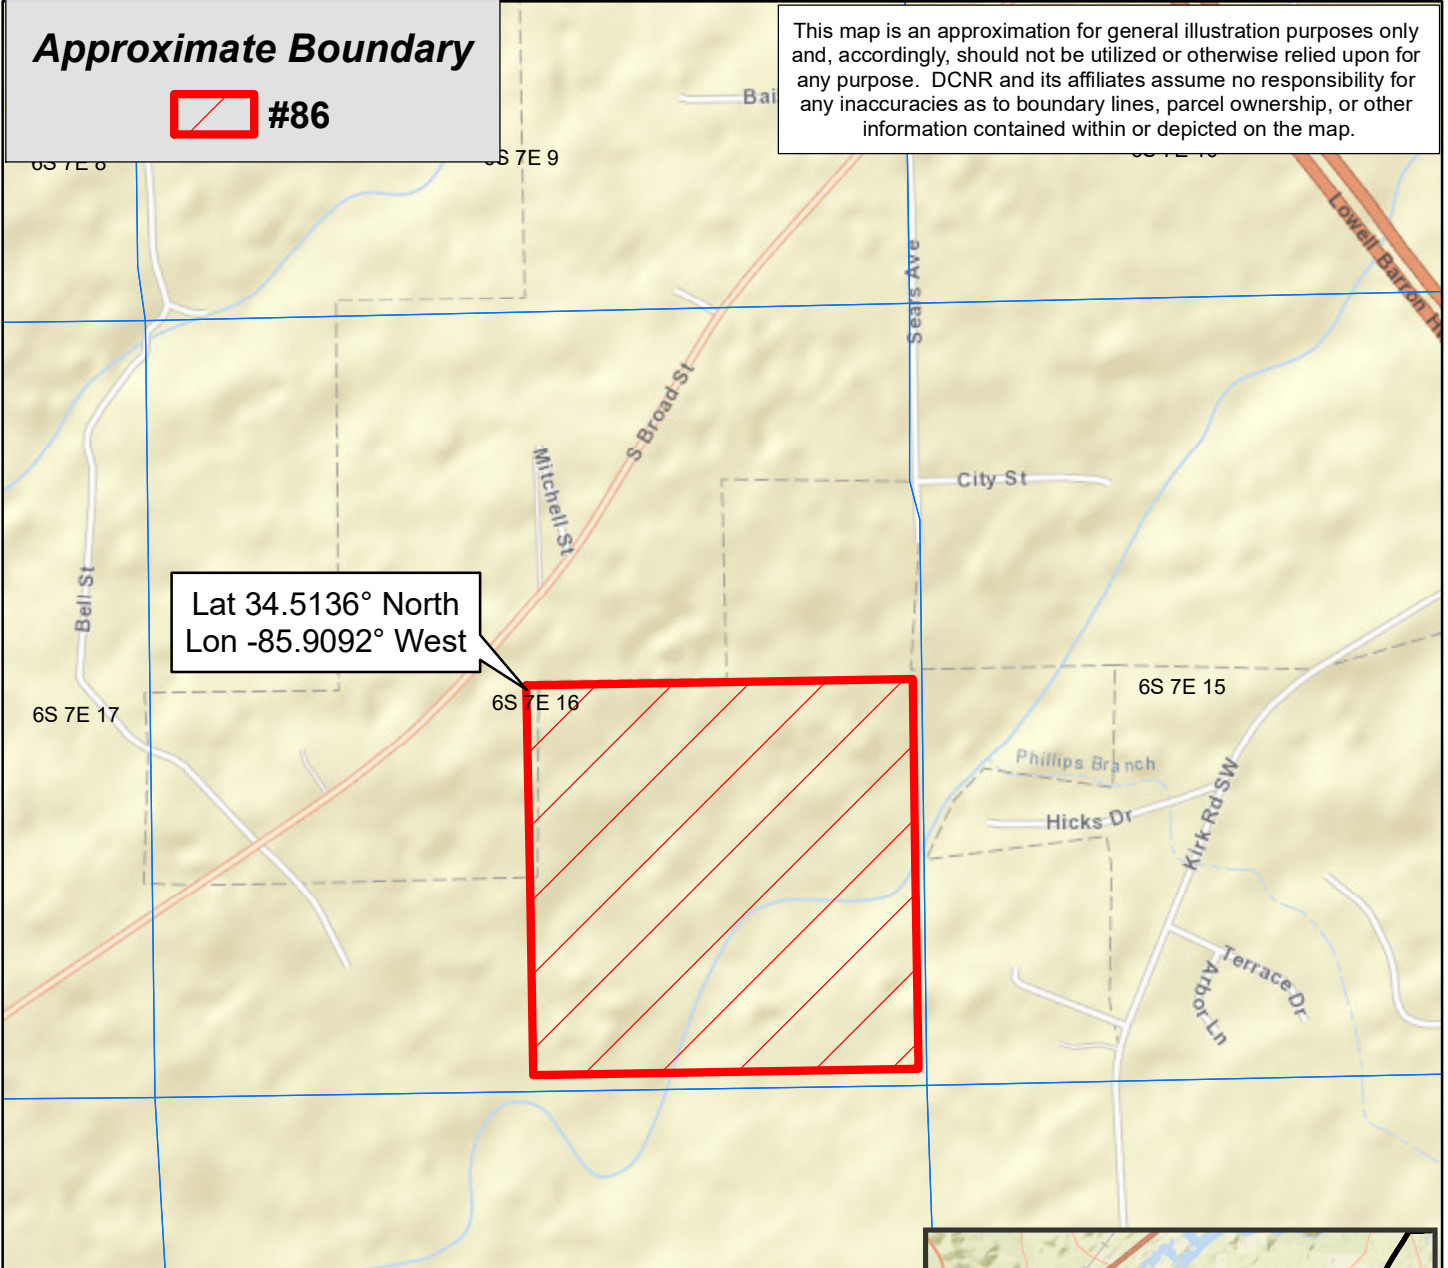 Approximate Boundary
#86
This map is an approximation for general illustration purposes only
and, accordingly, should not be utilized or otherwise relied upon for
any purpose. DCNR and its affiliates assume no responsibility for
any inaccuracies as to boundary lines, parcel ownership, or other
information contained within or depicted on the map.
Bai
6S 7E 8
6S 7E 9
Lowell Barron H
Sears Ave
S Broad St
Mitchell St
City St
Bell St
Lat 34.5136° North
Lon -85.9092° West
6S 7E 16
6S 7E 15
6S 7E 17
Phillips Branch
Hicks Dr
Kirk Rd SW
Terrace Dr
Arbor Ln